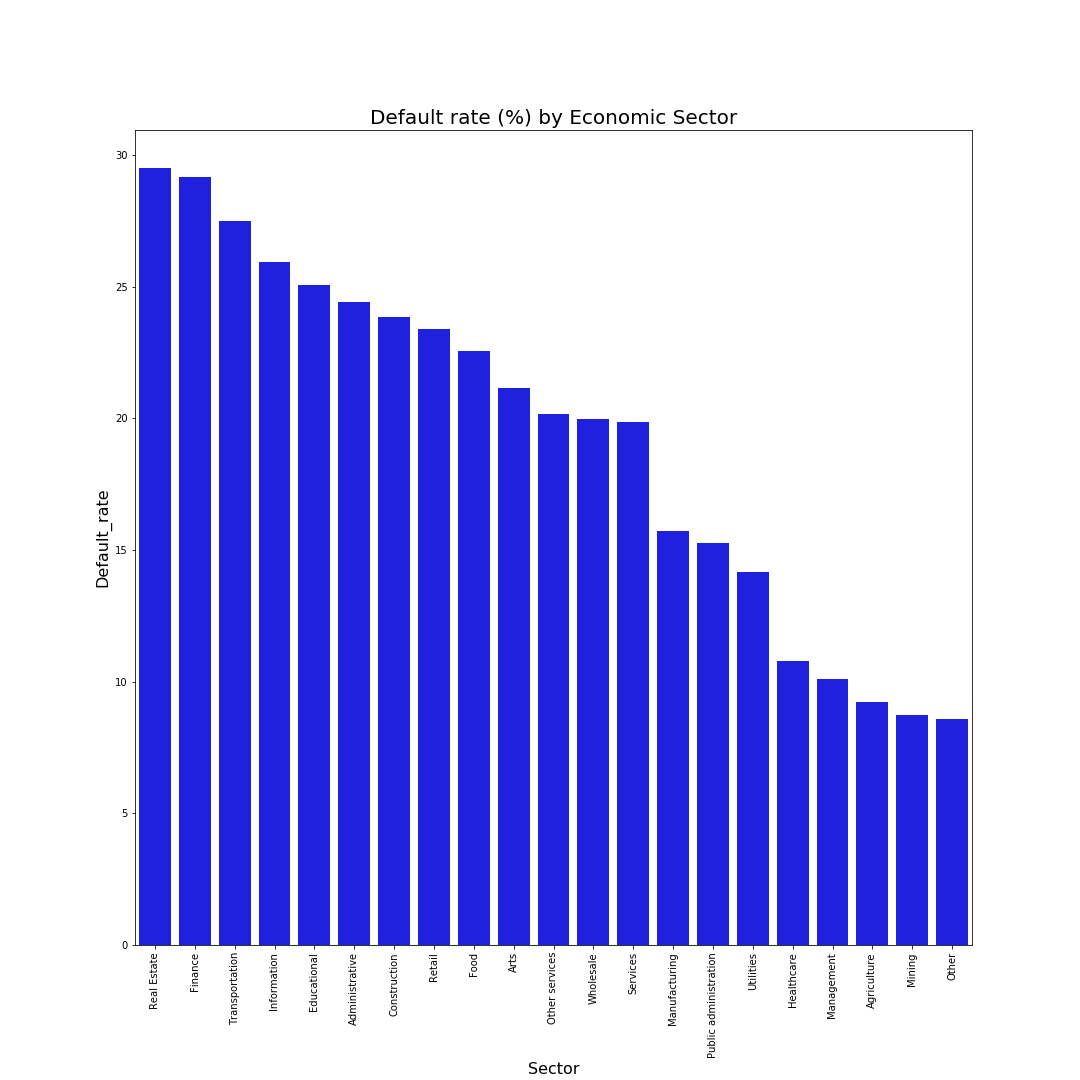 Default rate (%) by Economic Sector
30
25
20
15
10
5
0
Default_rate
Real Estate
Finance
Transportation
Information
Educational
Administrative
Construction
Retail
Food
Arts
Other services
Wholesale
Services
Manufacturing
Public administration
Utilities
Healthcare
Management
Agriculture
Mining
Other
Sector